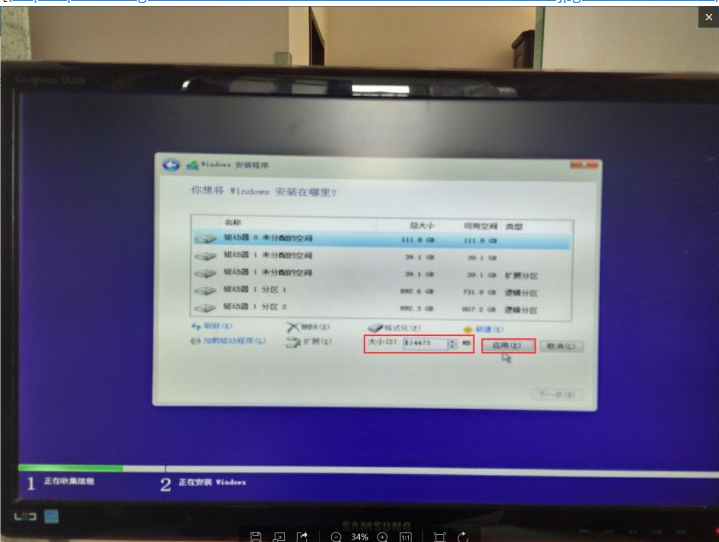 Windows 安装程序
你想将 Windows 安装在哪里?
名称 总大小 可用空间 类型
驱动器 0 未分配的空间 111.8 GB 111.8 GB
驱动器 1 未分配的空间 39.1 GB 39.1 GB
驱动器 1 未分配的空间 39.1 GB 39.1 GB 扩展分区
驱动器 1 分区 1 892.6 GB 731.9 GB 逻辑分区
驱动器 1 分区 2 892.3 GB 807.2 GB 逻辑分区
刷新(R) 删除(D) 格式化(F) 新建(E)
加载驱动程序(L) 扩展(X) 大小(S) 114473 MB 应用(P) 取消(C)
下一步(N)
1 正在收集信息 2 正在安装 Windows
LED
SAMSUNG
34% 1:1